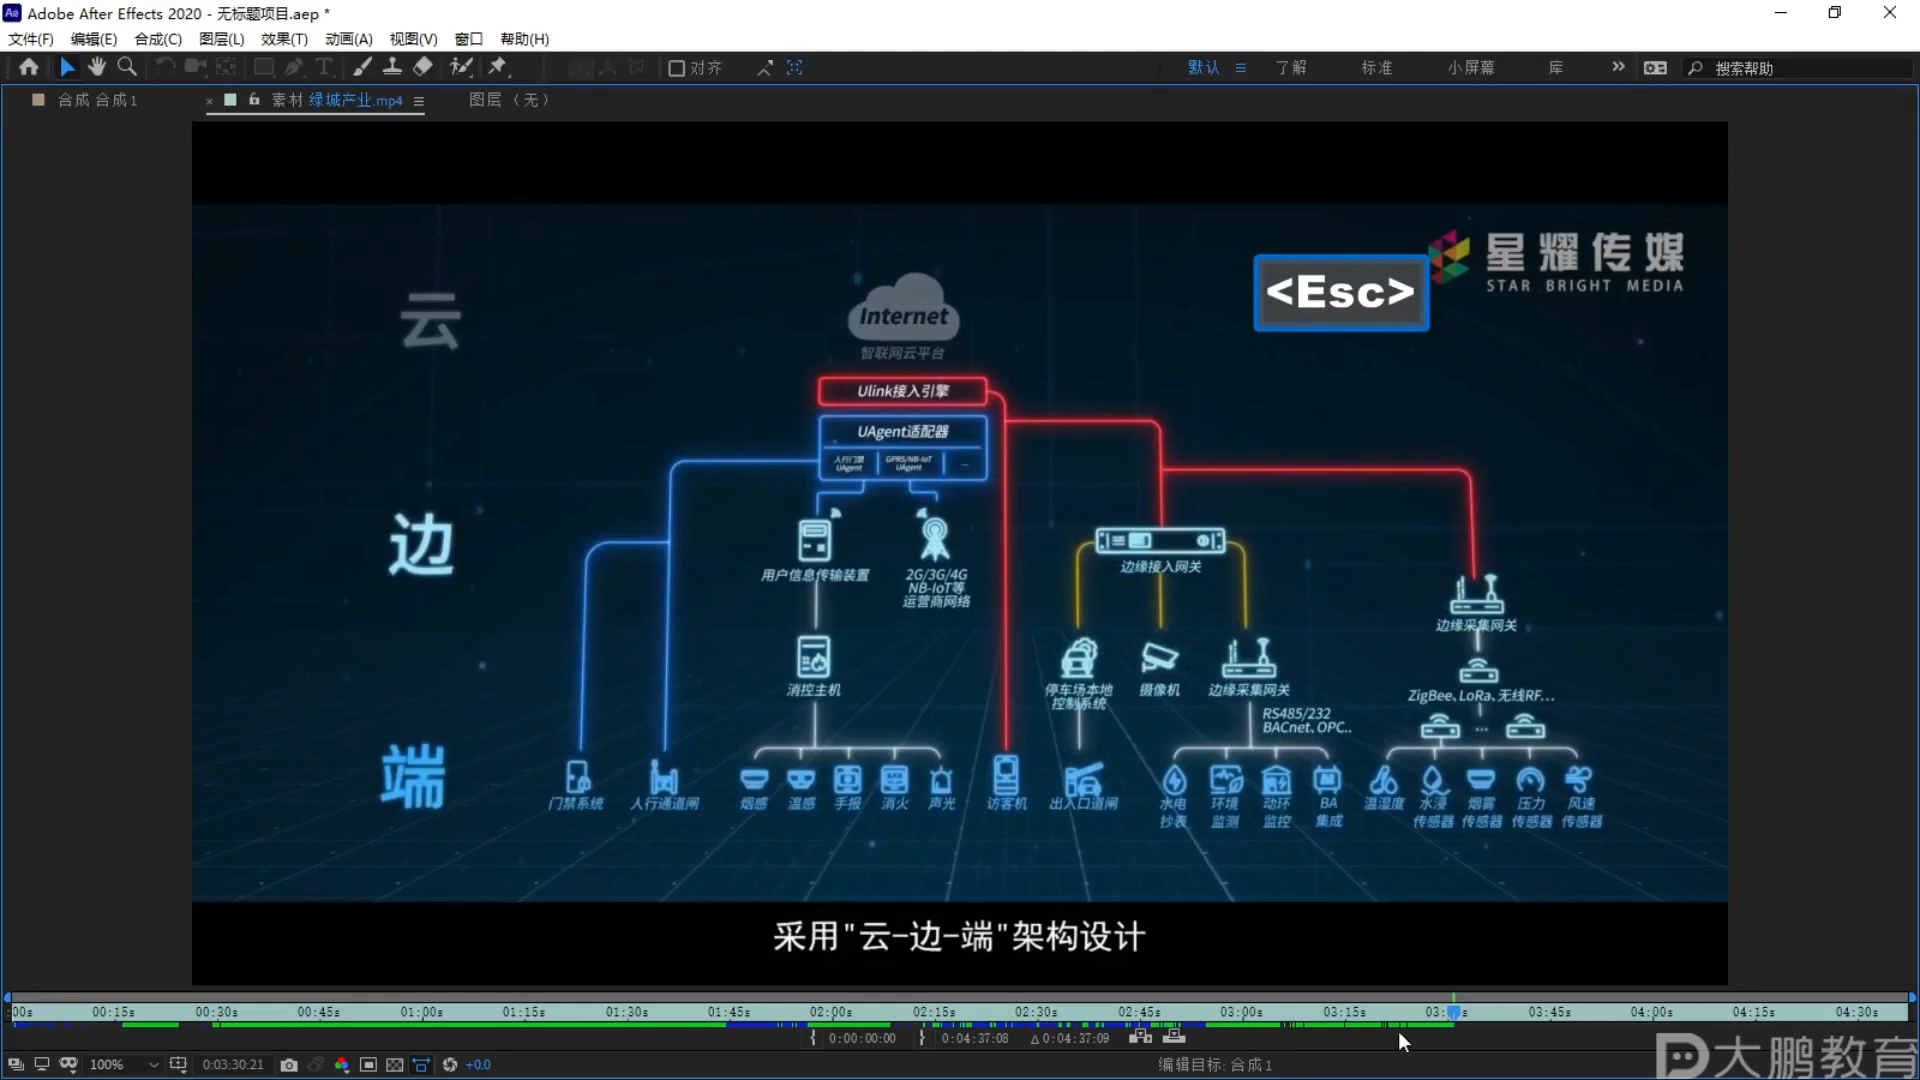 Adobe After Effects 2020 - 无标题项目.aep *
文件(F) 编辑(E) 合成(C) 图层(L) 效果(T) 动画(A) 视图(V) 窗口 帮助(H)
对齐 默认 了解 标准 小屏幕 库 搜索帮助
合成 合成1 素材 绿城产业.mp4 图层 (无)
星耀传媒
STAR BRIGHT MEDIA
<Esc>
云
Internet
智联网云平台
Ulink接入引擎
UAgent适配器
人行门禁
UAgent
GPRS/NB-IoT
UAgent
...
边
用户信息传输装置
2G/3G/4G
NB-IoT等
运营商网络
边缘接入网关
边缘采集网关
消控主机
停车场本地
控制系统
摄像机
边缘采集网关
RS485/232
BACnet、OPC..
ZigBee、LoRa、无线RF...
...
端
门禁系统
人行通道闸
烟感
温感
手报
消火
声光
访客机
出入口道闸
水电
抄表
环境
监测
动环
监控
BA
集成
温湿度
水浸
传感器
烟雾
传感器
压力
传感器
风速
传感器
采用"云-边-端"架构设计
00s 00:15s 00:30s 00:45s 01:00s 01:15s 01:30s 01:45s 02:00s 02:15s 02:30s 02:45s 03:00s 03:15s 03:45s 04:00s 04:15s 04:30s
0:00:00:00 0:04:37:08 Δ 0:04:37:09
100% 0:03:30:21 +0.0 编辑目标: 合成 1
大鹏教育